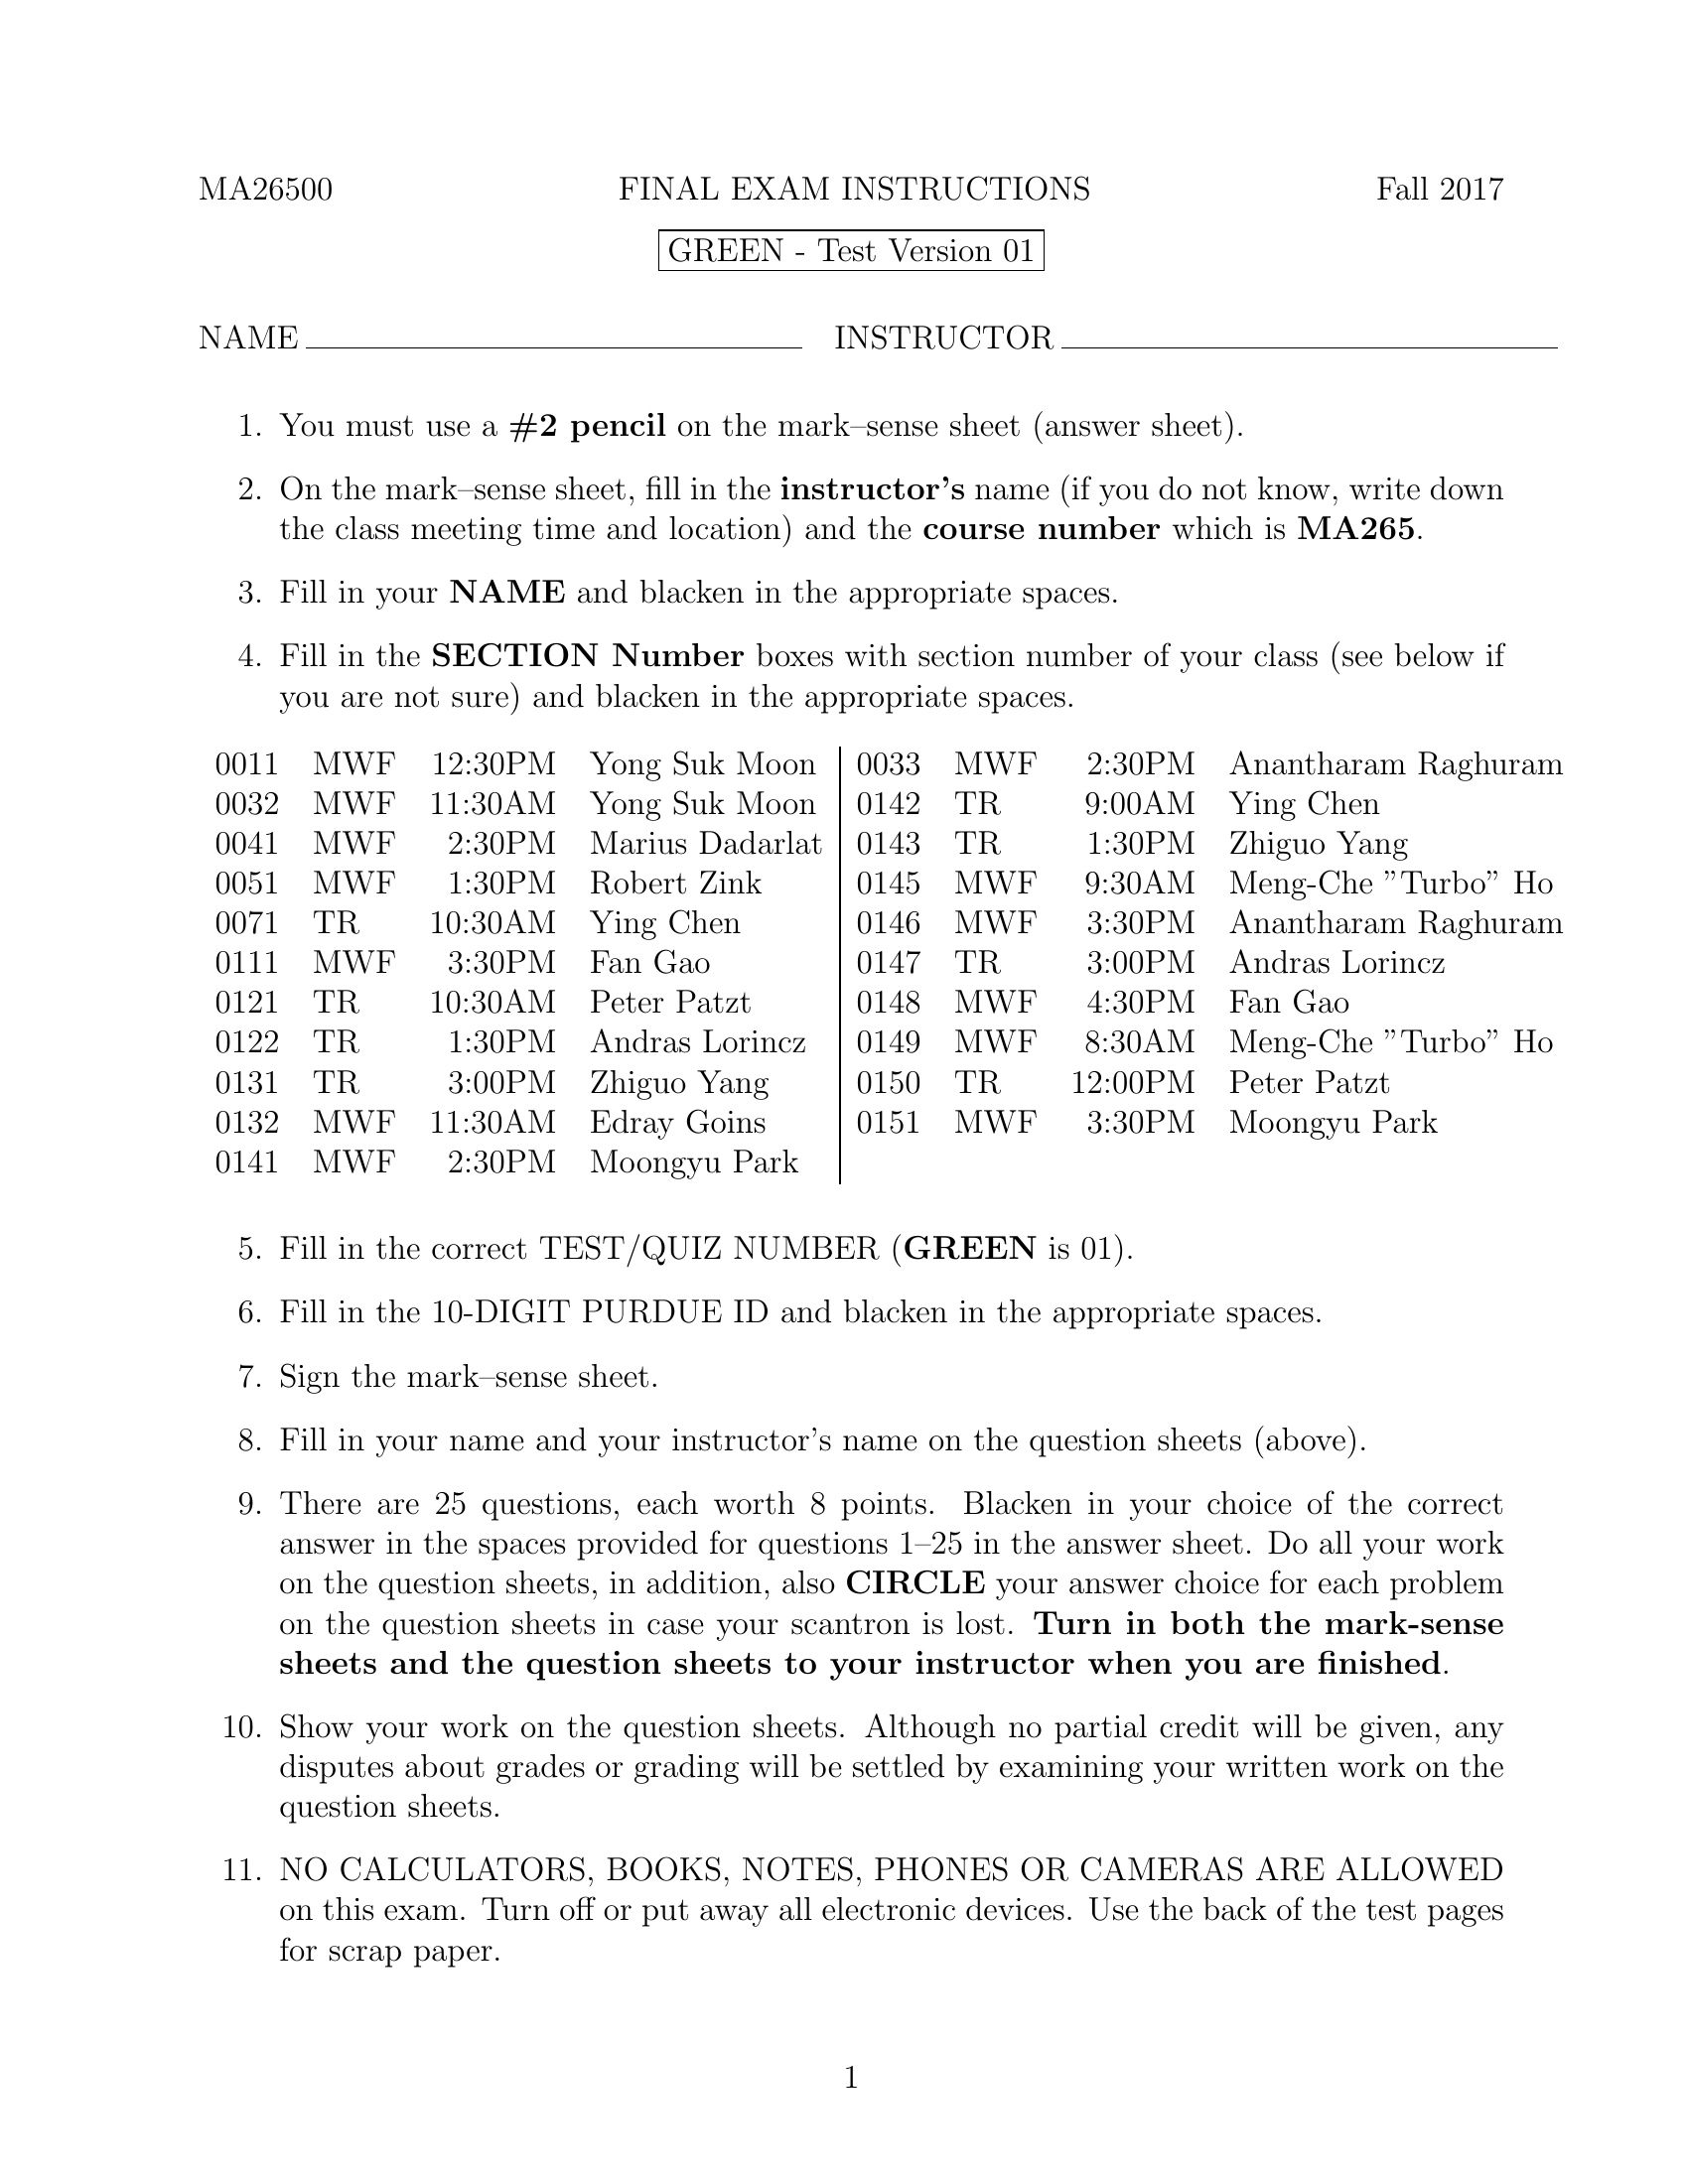 MA26500 FINAL EXAM INSTRUCTIONS Fall 2017
GREEN - Test Version 01
NAME INSTRUCTOR
1. You must use a #2 pencil on the mark–sense sheet (answer sheet).
2. On the mark–sense sheet, fill in the instructor's name (if you do not know, write down
the class meeting time and location) and the course number which is MA265.
3. Fill in your NAME and blacken in the appropriate spaces.
4. Fill in the SECTION Number boxes with section number of your class (see below if
you are not sure) and blacken in the appropriate spaces.
0011 MWF 12:30PM Yong Suk Moon 0033 MWF 2:30PM Anantharam Raghuram
0032 MWF 11:30AM Yong Suk Moon 0142 TR 9:00AM Ying Chen
0041 MWF 2:30PM Marius Dadarlat 0143 TR 1:30PM Zhiguo Yang
0051 MWF 1:30PM Robert Zink 0145 MWF 9:30AM Meng-Che ”Turbo” Ho
0071 TR 10:30AM Ying Chen 0146 MWF 3:30PM Anantharam Raghuram
0111 MWF 3:30PM Fan Gao 0147 TR 3:00PM Andras Lorincz
0121 TR 10:30AM Peter Patzt 0148 MWF 4:30PM Fan Gao
0122 TR 1:30PM Andras Lorincz 0149 MWF 8:30AM Meng-Che ”Turbo” Ho
0131 TR 3:00PM Zhiguo Yang 0150 TR 12:00PM Peter Patzt
0132 MWF 11:30AM Edray Goins 0151 MWF 3:30PM Moongyu Park
0141 MWF 2:30PM Moongyu Park
5. Fill in the correct TEST/QUIZ NUMBER (GREEN is 01).
6. Fill in the 10-DIGIT PURDUE ID and blacken in the appropriate spaces.
7. Sign the mark–sense sheet.
8. Fill in your name and your instructor's name on the question sheets (above).
9. There are 25 questions, each worth 8 points. Blacken in your choice of the correct
answer in the spaces provided for questions 1–25 in the answer sheet. Do all your work
on the question sheets, in addition, also CIRCLE your answer choice for each problem
on the question sheets in case your scantron is lost. Turn in both the mark-sense
sheets and the question sheets to your instructor when you are finished.
10. Show your work on the question sheets. Although no partial credit will be given, any
disputes about grades or grading will be settled by examining your written work on the
question sheets.
11. NO CALCULATORS, BOOKS, NOTES, PHONES OR CAMERAS ARE ALLOWED
on this exam. Turn off or put away all electronic devices. Use the back of the test pages
for scrap paper.
1